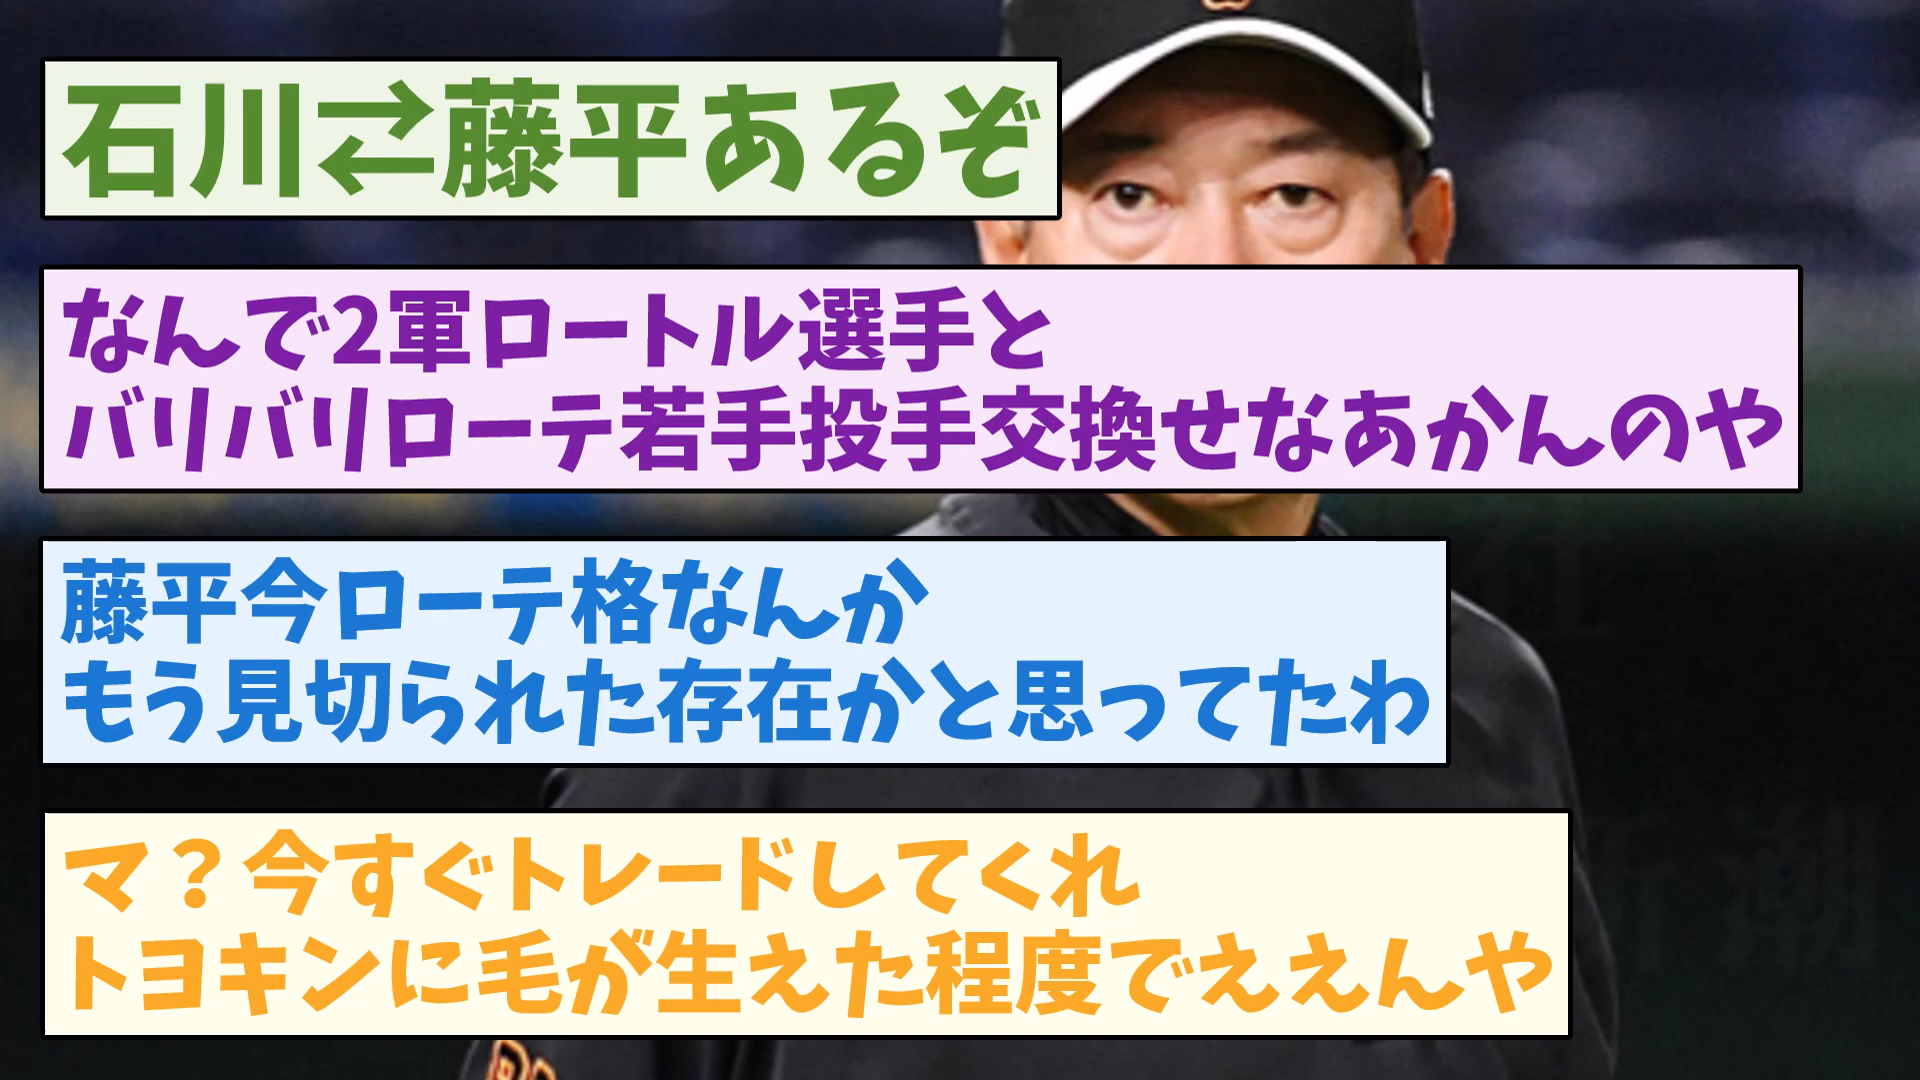 石川⇄藤平あるぞ
なんで2軍ロートル選手と
バリバリローテ若手投手交換せなあかんのや
藤平今ローテ格なんか
もう見切られた存在かと思ってたわ
マ？今すぐトレードしてくれ
トヨキンに毛が生えた程度でええんや